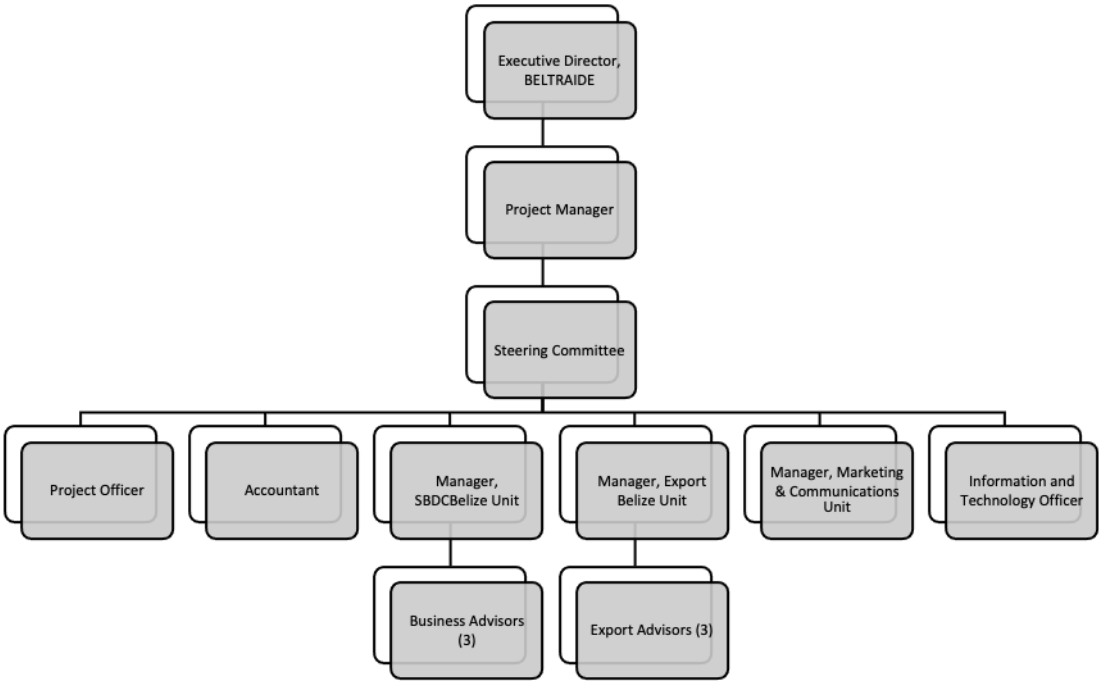 Executive Director,
BELTRAIDE
Project Manager
Steering Committee
Project Officer
Accountant
Manager,
SBDCBelize Unit
Manager, Export
Belize Unit
Manager, Marketing
& Communications
Unit
Information and
Technology Officer
Business Advisors
(3)
Export Advisors (3)